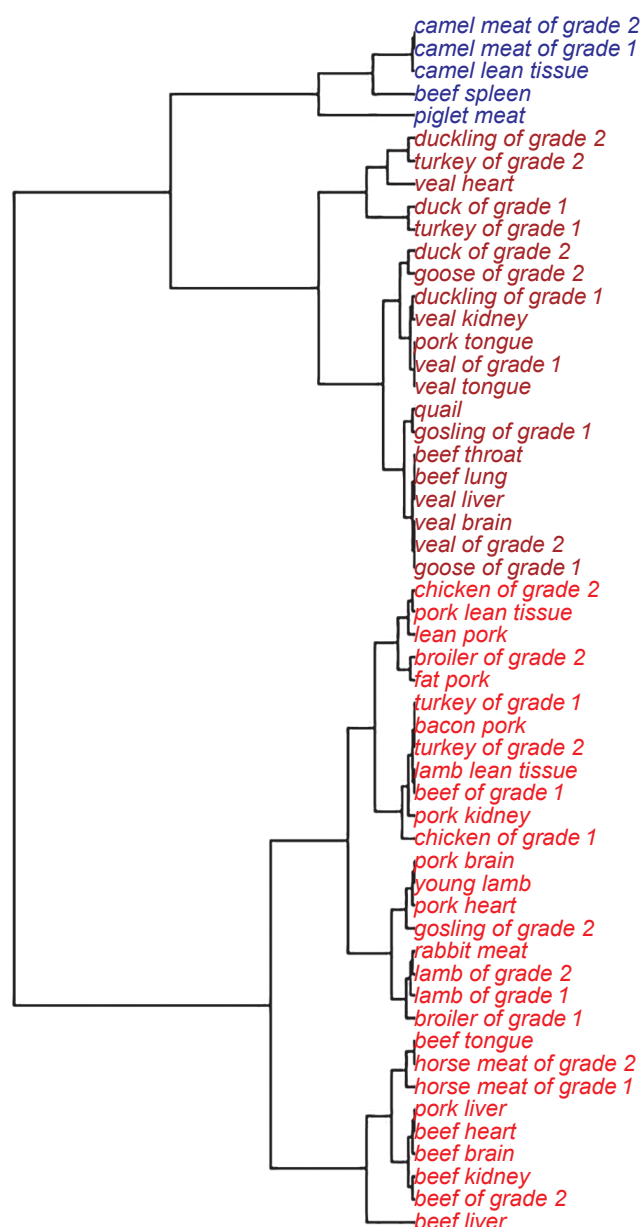 camel meat of grade 2
camel meat of grade 1
camel lean tissue
beef spleen
piglet meat
duckling of grade 2
turkey of grade 2
veal heart
duck of grade 1
turkey of grade 1
duck of grade 2
goose of grade 2
duckling of grade 1
veal kidney
pork tongue
veal of grade 1
veal tongue
quail
gosling of grade 1
beef throat
beef lung
veal liver
veal brain
veal of grade 2
goose of grade 1
chicken of grade 2
pork lean tissue
lean pork
broiler of grade 2
fat pork
turkey of grade 1
bacon pork
turkey of grade 2
lamb lean tissue
beef of grade 1
pork kidney
chicken of grade 1
pork brain
young lamb
pork heart
gosling of grade 2
rabbit meat
lamb of grade 2
lamb of grade 1
broiler of grade 1
beef tongue
horse meat of grade 2
horse meat of grade 1
pork liver
beef heart
beef brain
beef kidney
beef of grade 2
beef liver